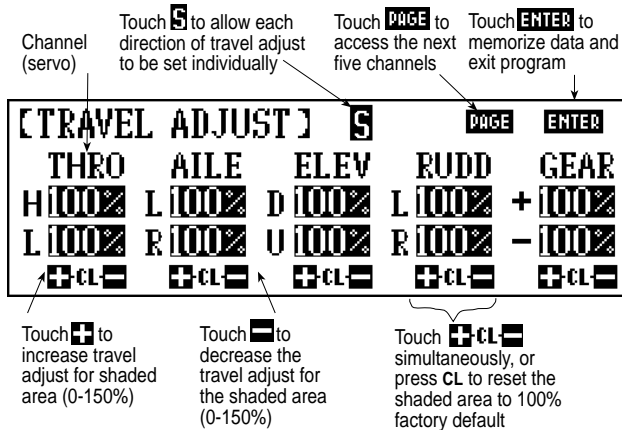 Channel
(servo)
Touch S to allow each
direction of travel adjust
to be set individually
Touch PAGE to
access the next
five channels
Touch ENTER to
memorize data and
exit program
[TRAVEL ADJUST] S PAGE ENTER
THRO AILE ELEV RUDD GEAR
H 100% L 100% D 100% L 100% + 100%
L 100% R 100% U 100% R 100% - 100%
+CL- +CL- +CL- +CL- +CL-
Touch + to
increase travel
adjust for shaded
area (0-150%)
Touch - to
decrease the
travel adjust for
the shaded area
(0-150%)
Touch +CL-
simultaneously, or
press CL to reset the
shaded area to 100%
factory default